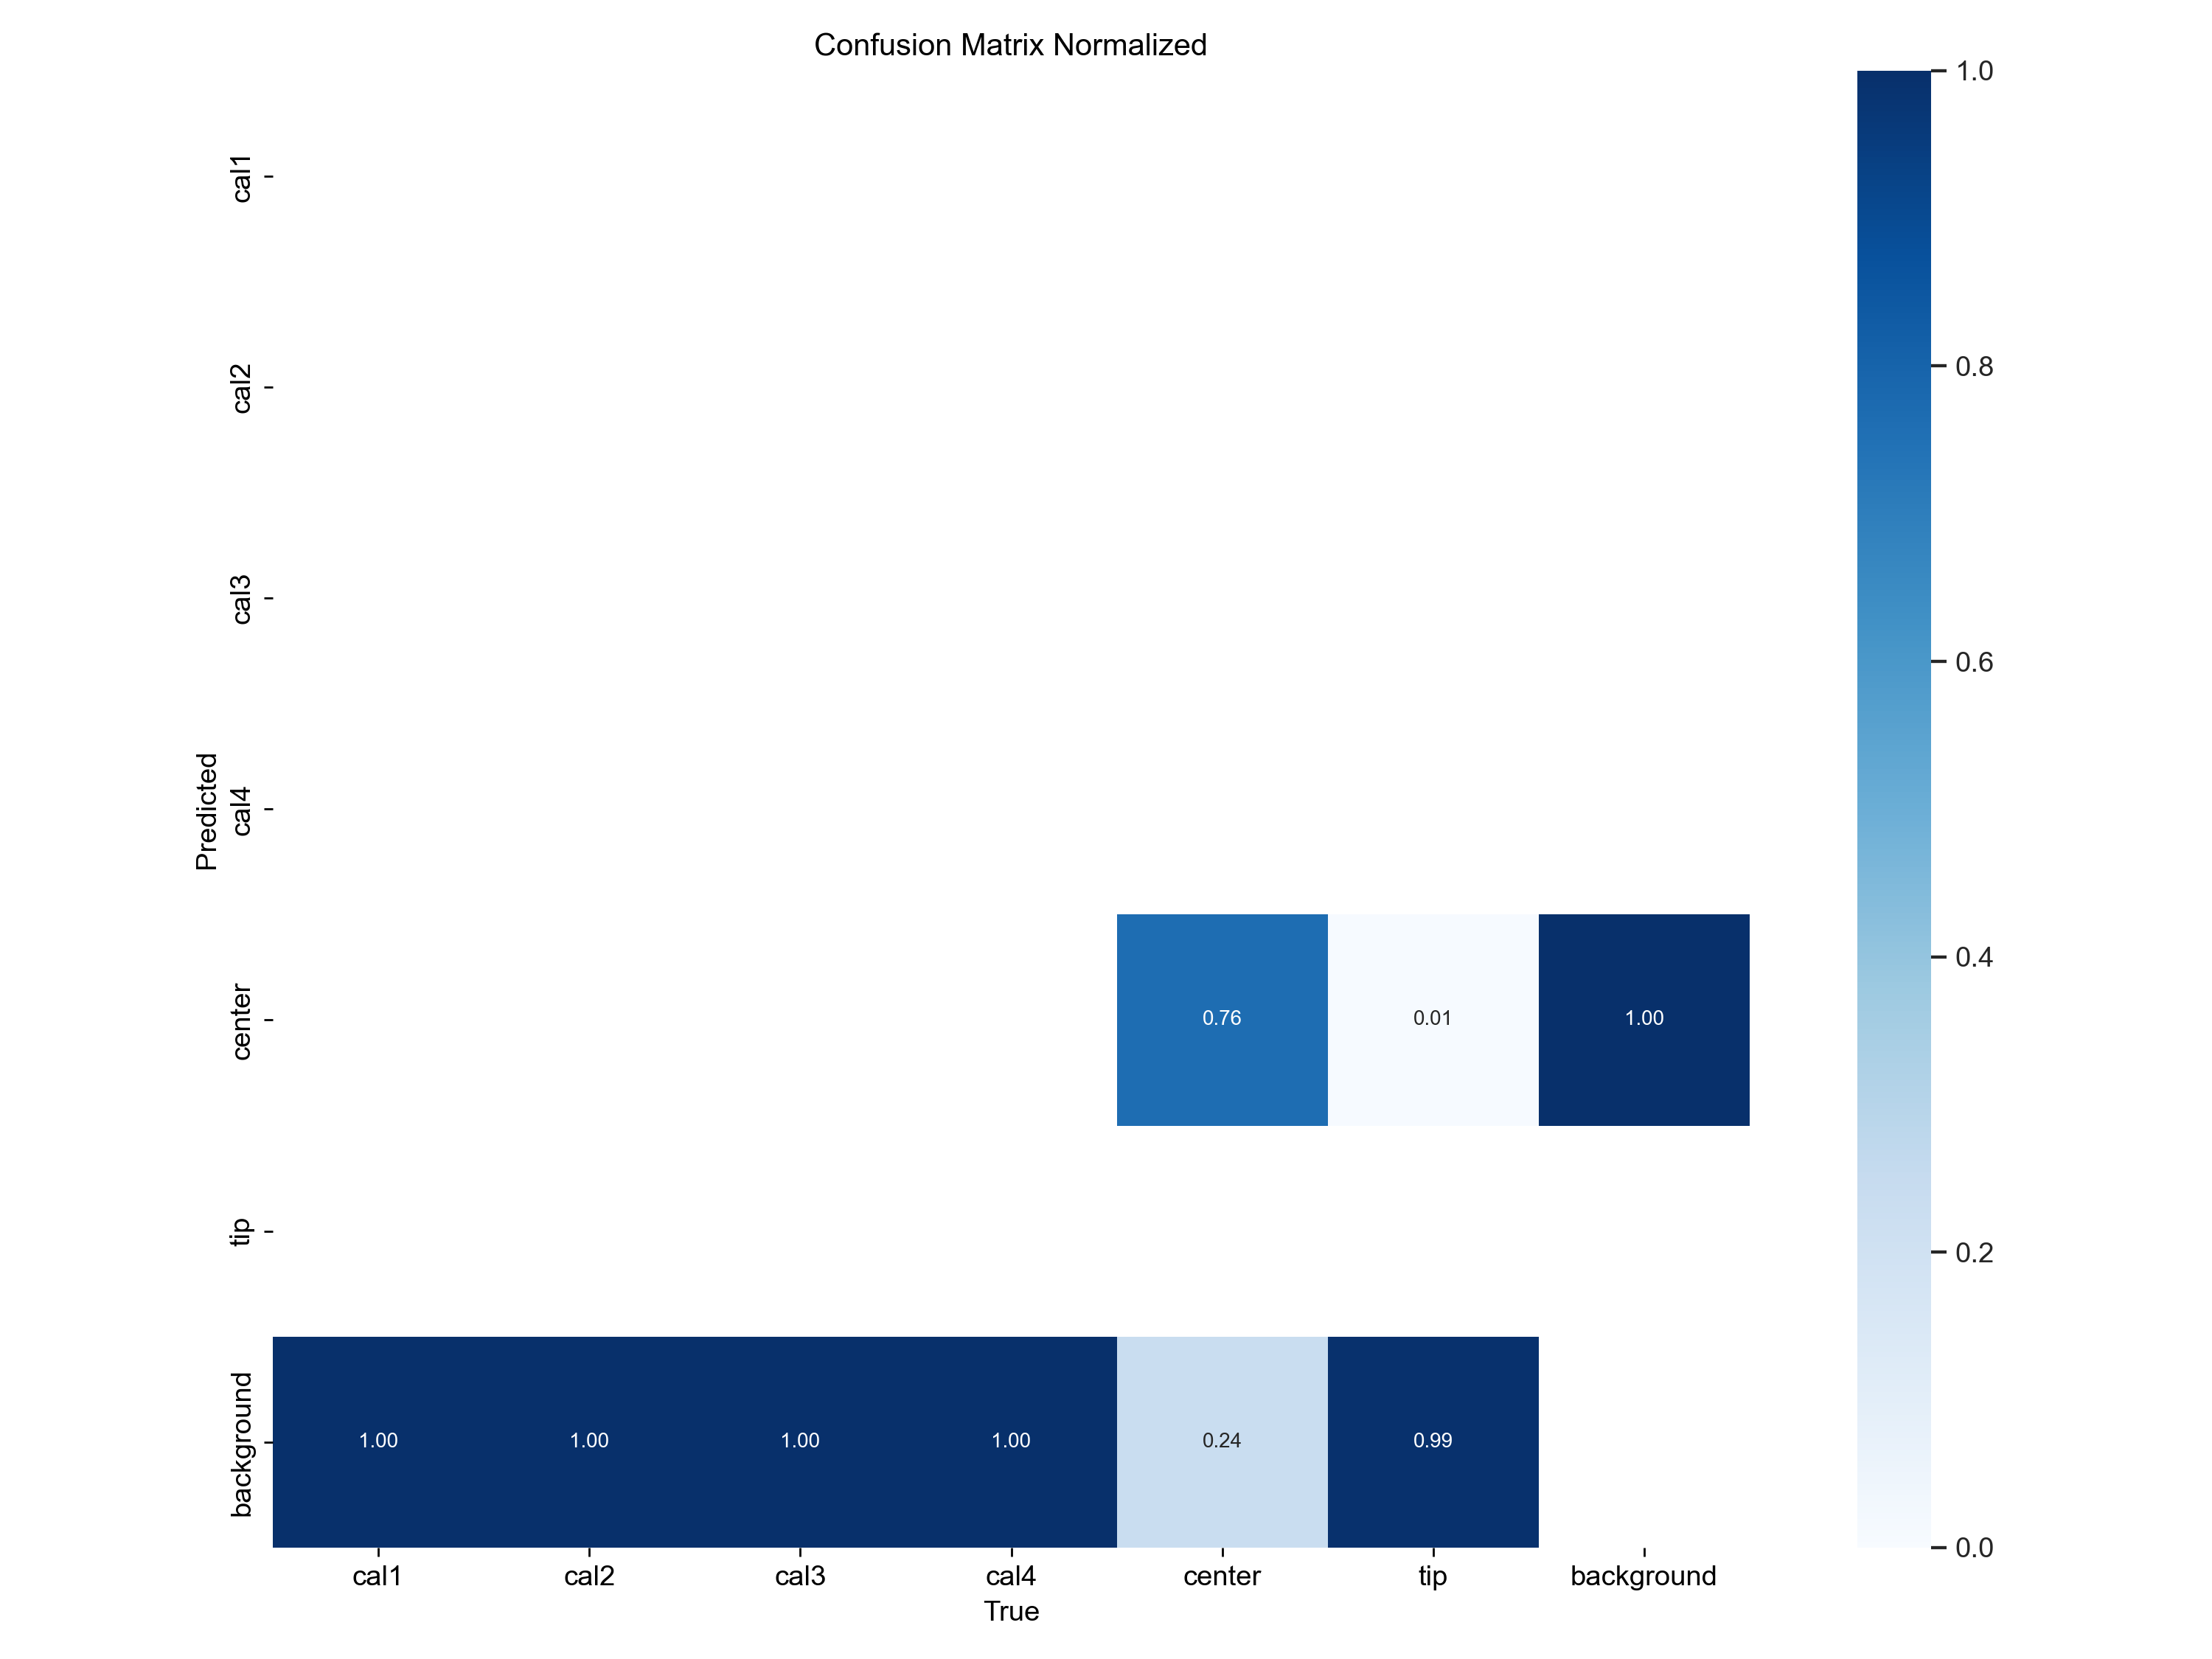 Confusion Matrix Normalized
1.0
0.8
0.6
0.4
0.2
0.0
Predicted
cal1
cal2
cal3
cal4
center
tip
background
0.76 0.01 1.00
1.00 1.00 1.00 1.00 0.24 0.99
cal1 cal2 cal3 cal4 center tip background
True